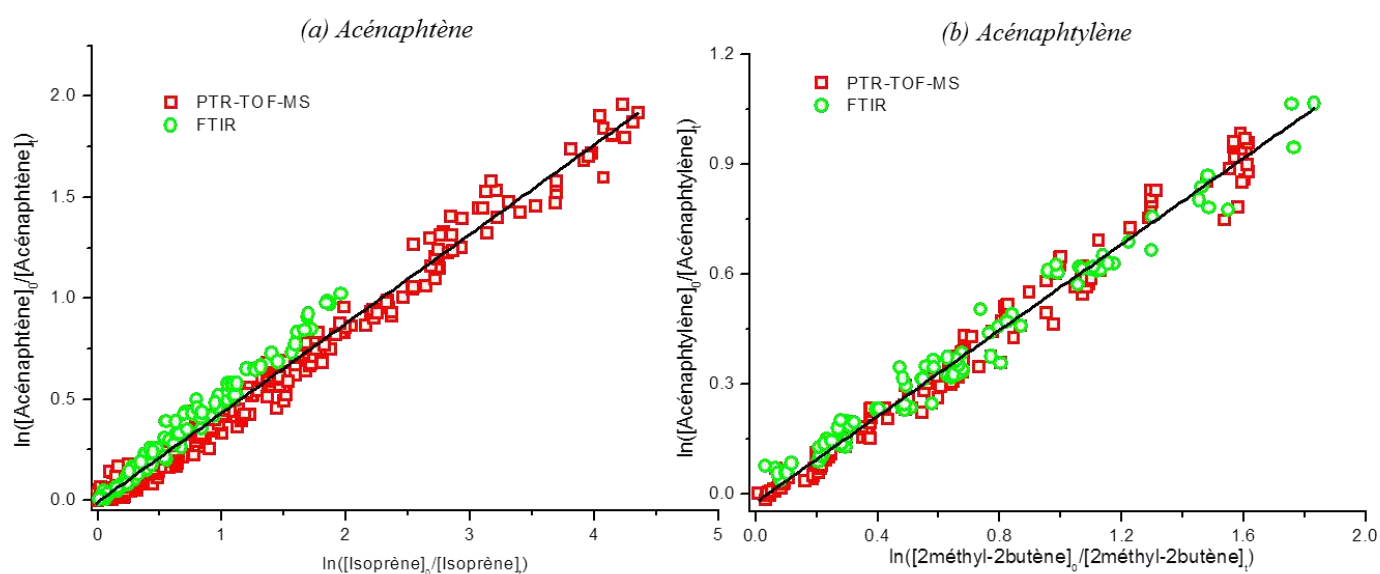 (a) Acénaphtène
ln([Acénaphtène]₀/[Acénaphtène]ₜ)
2.0
1.5
1.0
0.5
0.0
PTR-TOF-MS
FTIR
0 1 2 3 4 5
ln([Isoprène]₀/[Isoprène]ₜ)
(b) Acénaphtylène
ln([Acénaphtylène]₀/[Acénaphtylène]ₜ)
1.2
0.9
0.6
0.3
0.0
PTR-TOF-MS
FTIR
0.0 0.4 0.8 1.2 1.6 2.0
ln([2méthyl-2butène]₀/[2méthyl-2butène]ₜ)